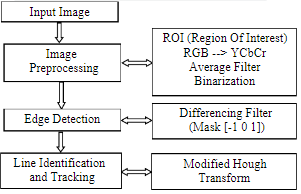 Input Image
Image
Preprocessing
ROI (Region Of Interest)
RGB --> YCbCr
Average Filter
Binarization
Edge Detection
Differencing Filter
(Mask [-1 0 1])
Line Identification
and Tracking
Modified Hough
Transform